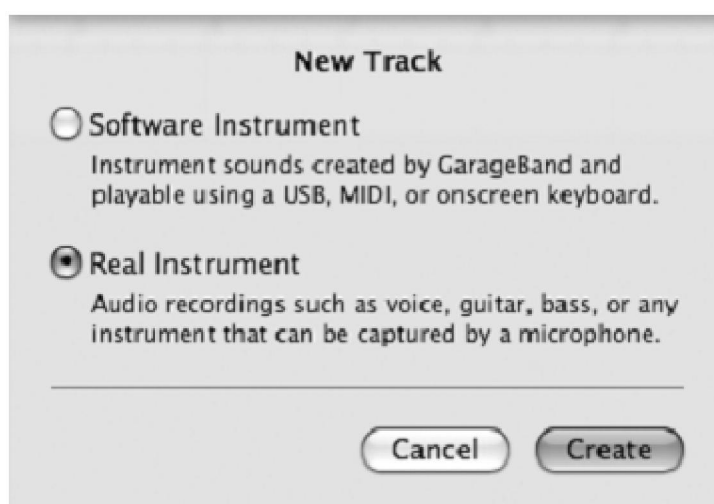 New Track
Software Instrument
Instrument sounds created by GarageBand and
playable using a USB, MIDI, or onscreen keyboard.
Real Instrument
Audio recordings such as voice, guitar, bass, or any
instrument that can be captured by a microphone.
Cancel Create